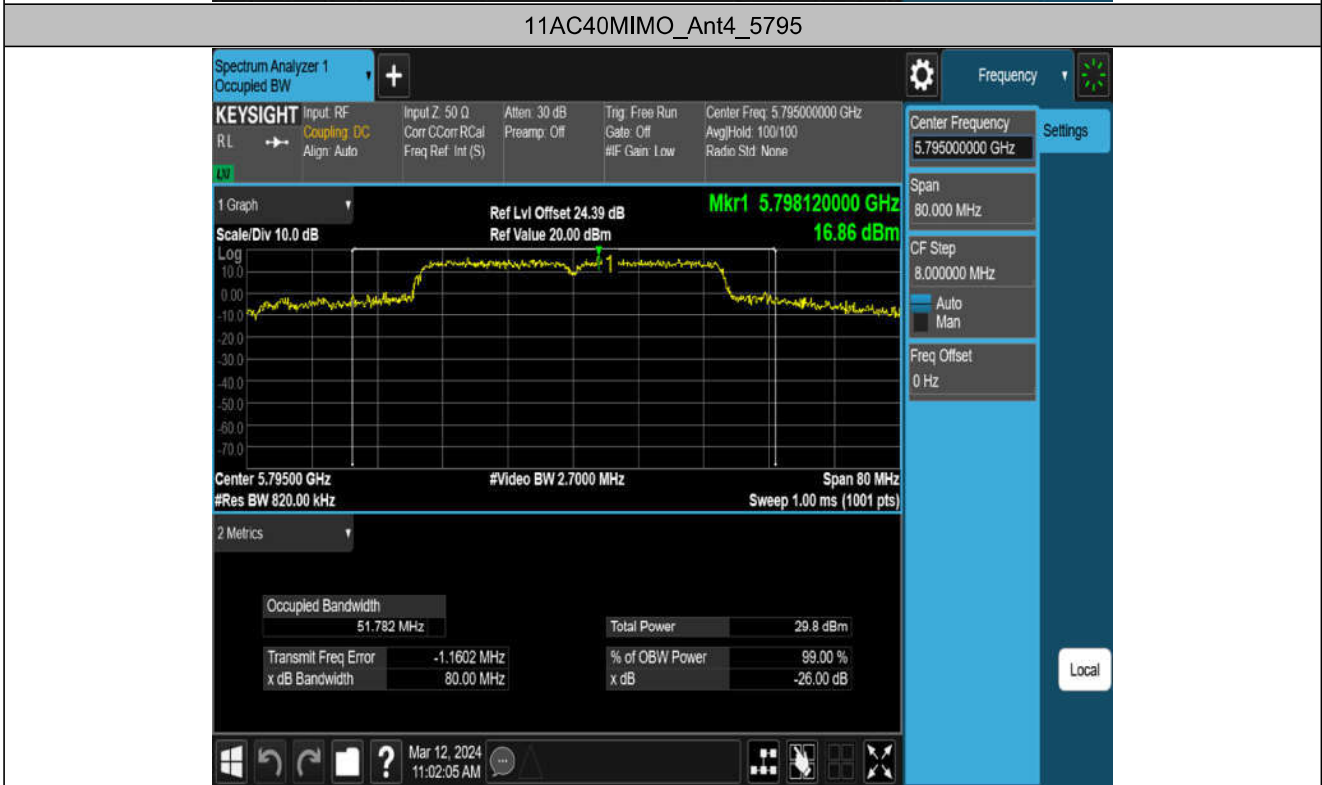 11AC40MIMO_Ant4_5795
Spectrum Analyzer 1
Occupied BW
+
Frequency
KEYSIGHT
RL
LXI
Input: RF
Coupling: DC
Align: Auto
Input Z: 50 Ω
Corr CCorr RCal
Freq Ref: Int (S)
Atten: 30 dB
Preamp: Off
Trig: Free Run
Gate: Off
#IF Gain: Low
Center Freq: 5.795000000 GHz
Avg|Hold: 100/100
Radio Std: None
Center Frequency
5.795000000 GHz
Settings
Span
80.000 MHz
CF Step
8.000000 MHz
Auto
Man
Freq Offset
0 Hz
Local
1 Graph
Scale/Div 10.0 dB
Ref Lvl Offset 24.39 dB
Ref Value 20.00 dBm
Mkr1 5.798120000 GHz
16.86 dBm
Log
10.0
0.00
-10.0
-20.0
-30.0
-40.0
-50.0
-60.0
-70.0
1
Center 5.79500 GHz
#Video BW 2.7000 MHz
Span 80 MHz
#Res BW 820.00 kHz
Sweep 1.00 ms (1001 pts)
2 Metrics
Occupied Bandwidth
51.782 MHz
Total Power 29.8 dBm
Transmit Freq Error -1.1602 MHz
% of OBW Power 99.00 %
x dB Bandwidth 80.00 MHz
x dB -26.00 dB
?
Mar 12, 2024
11:02:05 AM